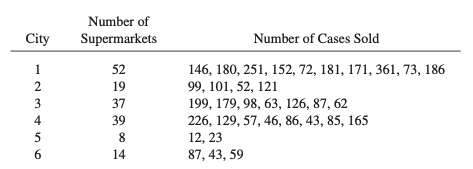 Number of
City Supermarkets Number of Cases Sold
1 52 146, 180, 251, 152, 72, 181, 171, 361, 73, 186
2 19 99, 101, 52, 121
3 37 199, 179, 98, 63, 126, 87, 62
4 39 226, 129, 57, 46, 86, 43, 85, 165
5 8 12, 23
6 14 87, 43, 59